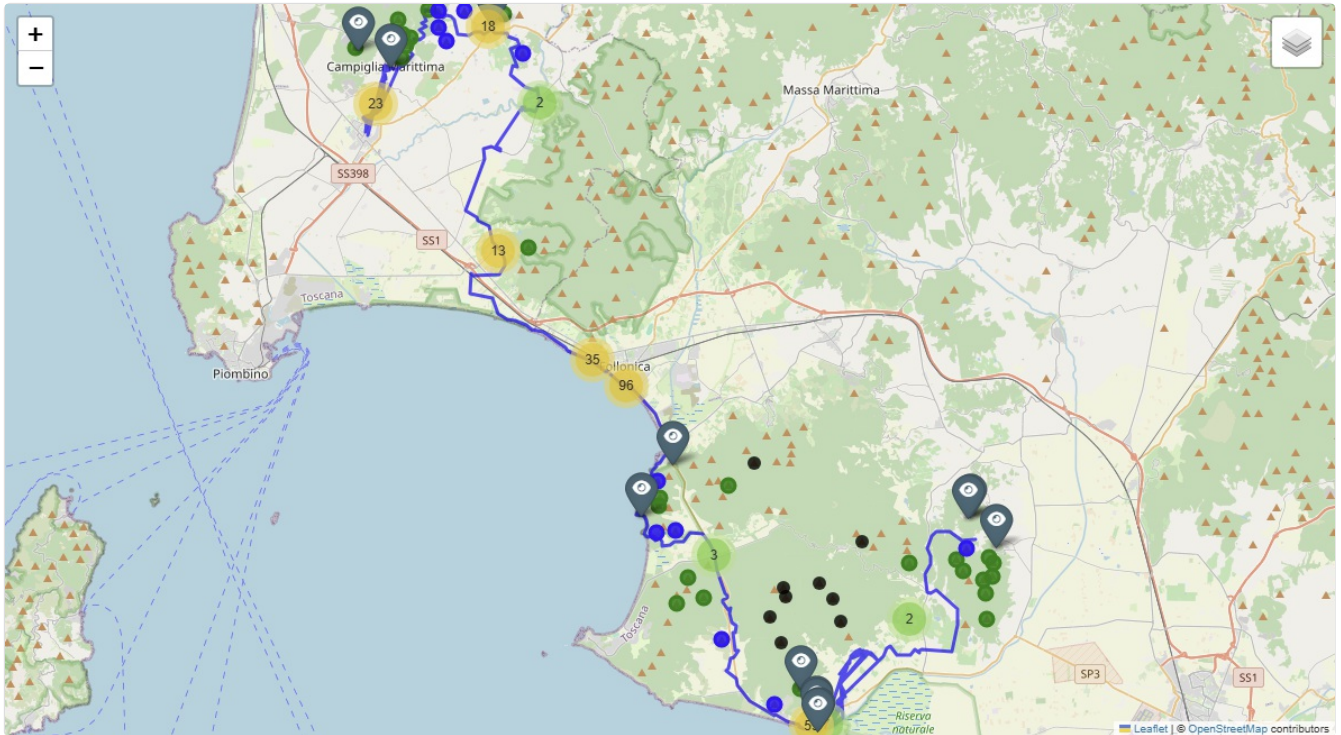 +
−
18
Campiglia Marittima
23
2
Massa Marittima
SS398
SS1
13
Toscana
35
Piombino
96
3
2
Toscana
SP3
SS1
Riserva
naturale
Leaflet | © OpenStreetMap contributors